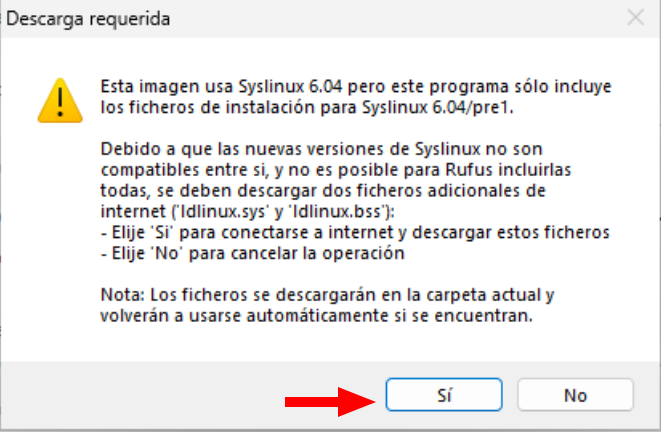 Descarga requerida
Esta imagen usa Syslinux 6.04 pero este programa sólo incluye
los ficheros de instalación para Syslinux 6.04/pre1.
Debido a que las nuevas versiones de Syslinux no son
compatibles entre si, y no es posible para Rufus incluirlas
todas, se deben descargar dos ficheros adicionales de
internet ('ldlinux.sys' y 'ldlinux.bss'):
- Elije 'Si' para conectarse a internet y descargar estos ficheros
- Elije 'No' para cancelar la operación
Nota: Los ficheros se descargarán en la carpeta actual y
volverán a usarse automáticamente si se encuentran.
Sí
No